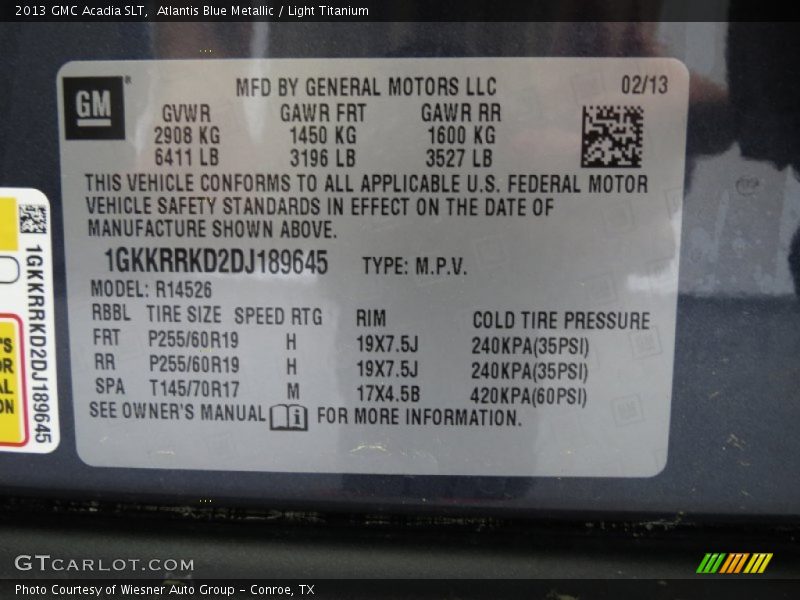 2013 GMC Acadia SLT,  Atlantis Blue Metallic / Light Titanium
GM®
MFD BY GENERAL MOTORS LLC 02/13
GVWR GAWR FRT GAWR RR
2908 KG 1450 KG 1600 KG
6411 LB 3196 LB 3527 LB
THIS VEHICLE CONFORMS TO ALL APPLICABLE U.S. FEDERAL MOTOR
VEHICLE SAFETY STANDARDS IN EFFECT ON THE DATE OF
MANUFACTURE SHOWN ABOVE.
1GKKRRKD2DJ189645 TYPE: M.P.V.
MODEL: R14526
RBBL TIRE SIZE SPEED RTG RIM COLD TIRE PRESSURE
FRT P255/60R19 H 19X7.5J 240KPA(35PSI)
RR P255/60R19 H 19X7.5J 240KPA(35PSI)
SPA T145/70R17 M 17X4.5B 420KPA(60PSI)
SEE OWNER'S MANUAL FOR MORE INFORMATION.
1GKKRRKD2DJ189645
'S
OR
AL
ON
GTCARLOT.COM
Photo Courtesy of Wiesner Auto Group - Conroe, TX